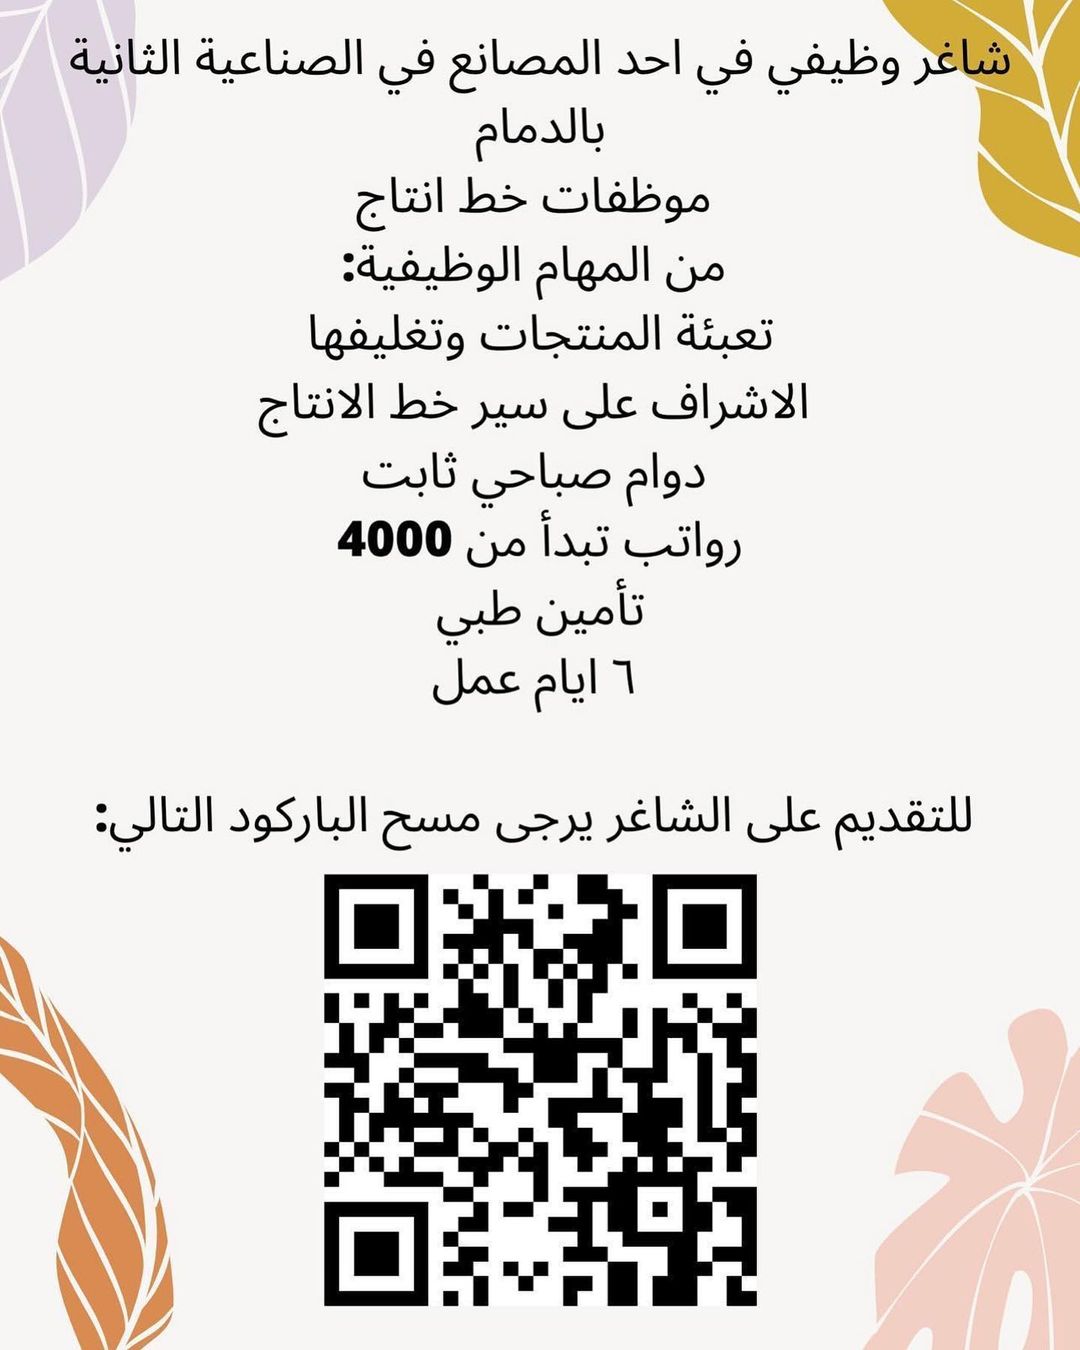 شاغر وظيفي في احد المصانع في الصناعية الثانية
بالدمام
موظفات خط انتاج
من المهام الوظيفية:
تعبئة المنتجات وتغليفها
الاشراف على سير خط الانتاج
دوام صباحي ثابت
رواتب تبدأ من 4000
تأمين طبي
٦ ايام عمل
للتقديم على الشاغر يرجى مسح الباركود التالي: